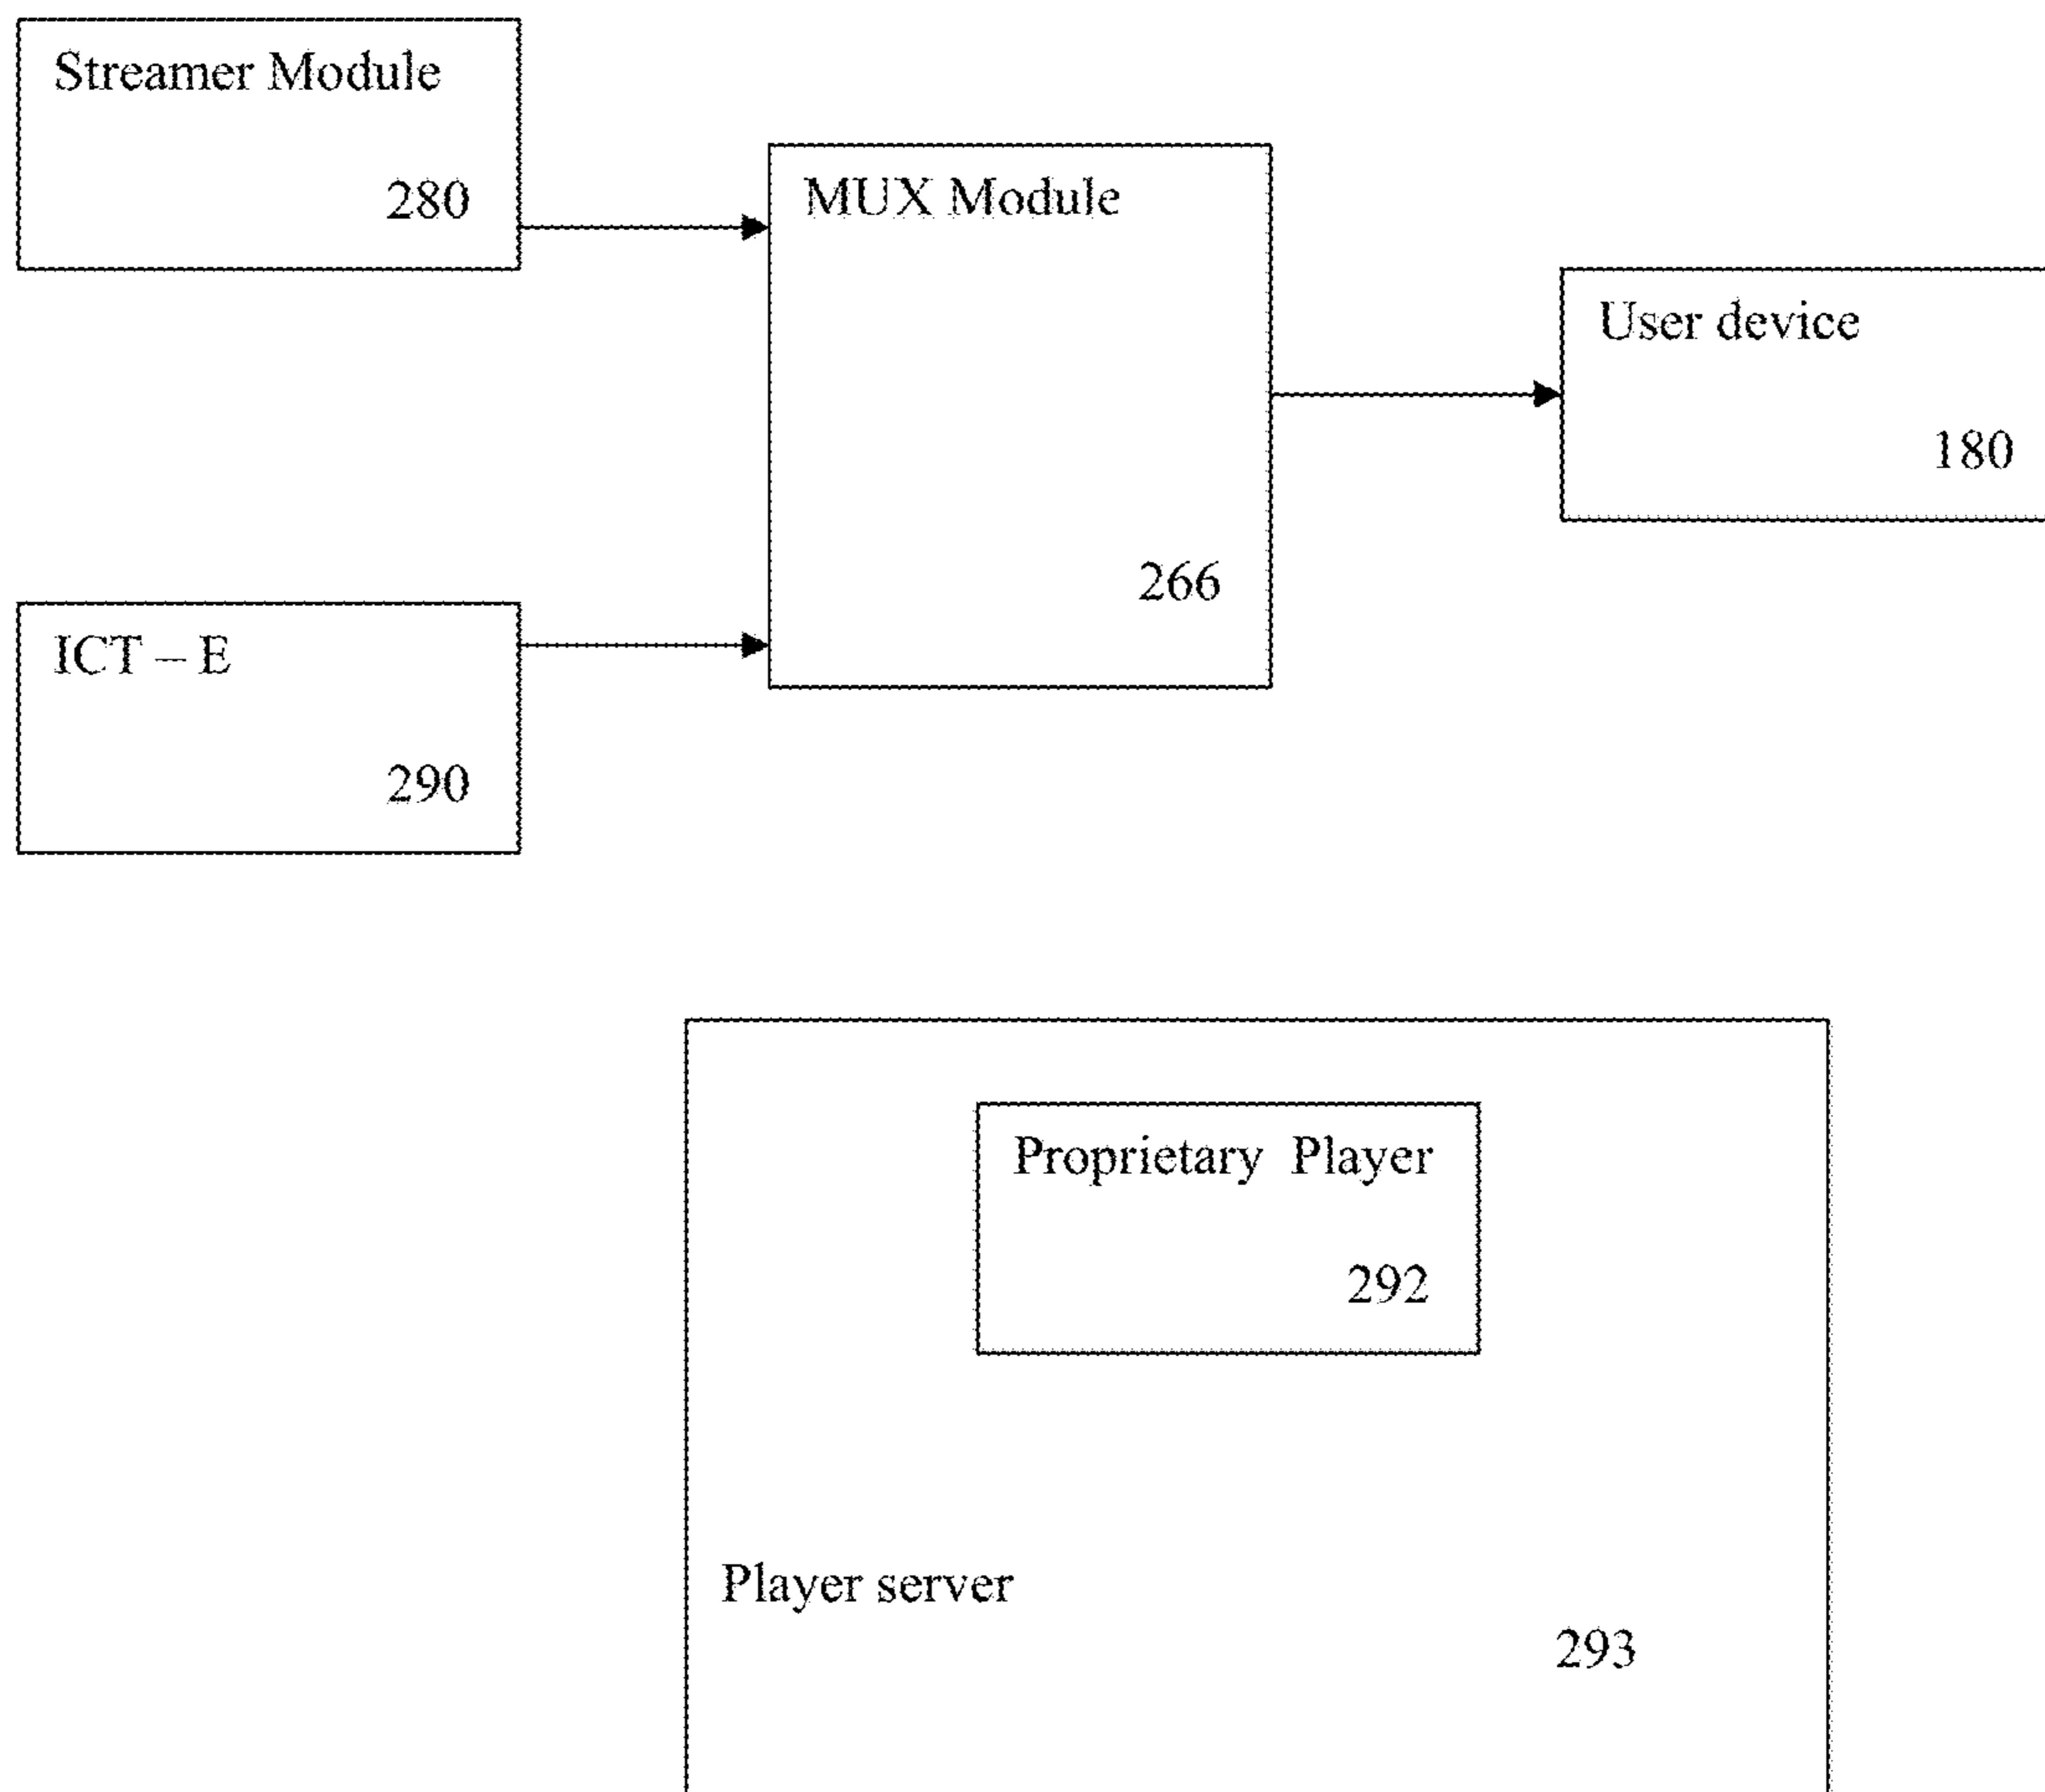 Streamer Module
280
MUX Module
266
User device
180
ICT – E
290
Proprietary Player
292
Player server
293